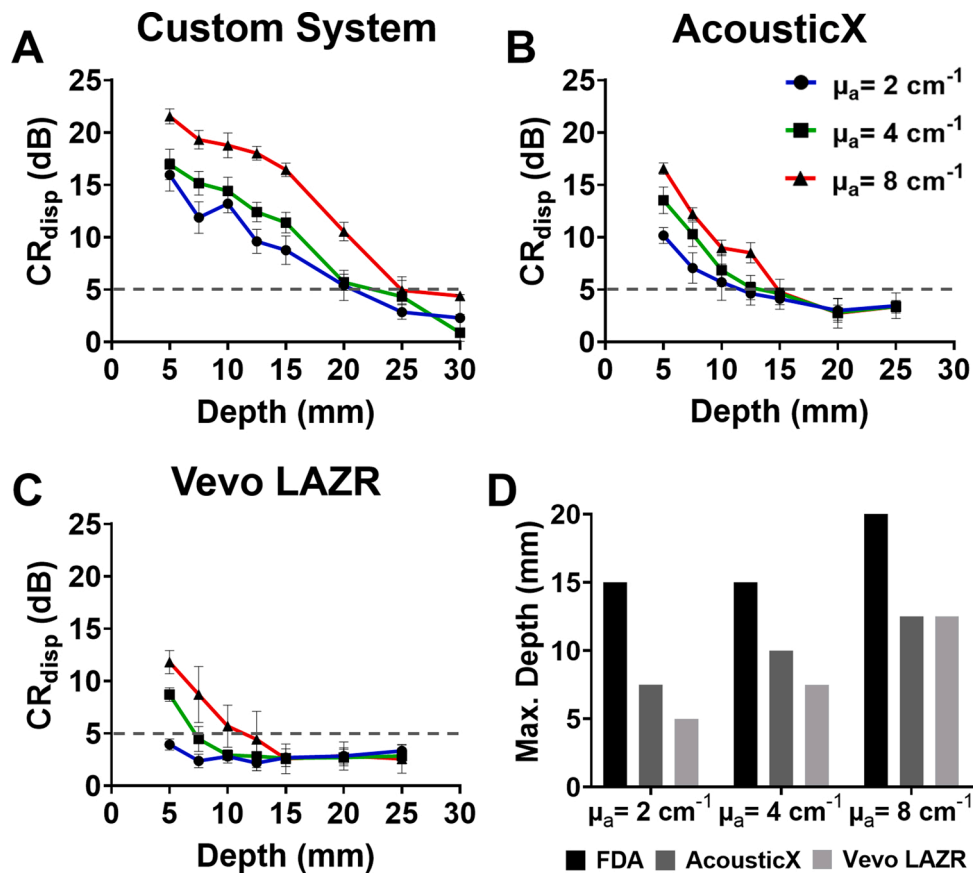 A
Custom System
CR_disp (dB)
25
20
15
10
5
0
0 5 10 15 20 25 30
Depth (mm)
B
AcousticX
μₐ= 2 cm⁻¹
μₐ= 4 cm⁻¹
μₐ= 8 cm⁻¹
CR_disp (dB)
25
20
15
10
5
0
0 5 10 15 20 25 30
Depth (mm)
C
Vevo LAZR
CR_disp (dB)
25
20
15
10
5
0
0 5 10 15 20 25 30
Depth (mm)
D
Max. Depth (mm)
20
15
10
5
0
μₐ= 2 cm⁻¹ μₐ= 4 cm⁻¹ μₐ= 8 cm⁻¹
FDA AcousticX Vevo LAZR